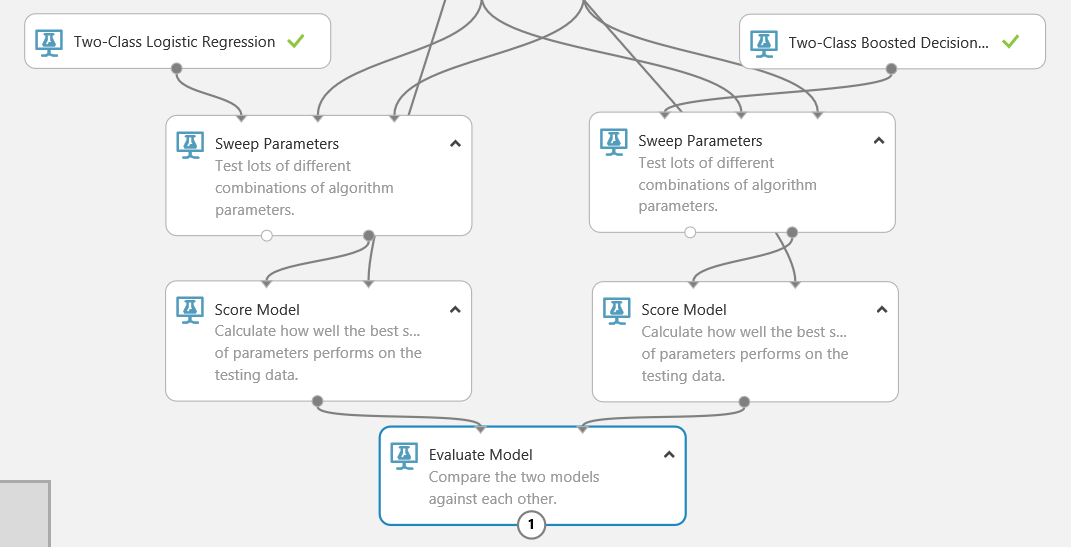 Two-Class Logistic Regression
Two-Class Boosted Decision...
Sweep Parameters
Test lots of different
combinations of algorithm
parameters.
Sweep Parameters
Test lots of different
combinations of algorithm
parameters.
Score Model
Calculate how well the best s...
of parameters performs on the
testing data.
Score Model
Calculate how well the best s...
of parameters performs on the
testing data.
Evaluate Model
Compare the two models
against each other.
1